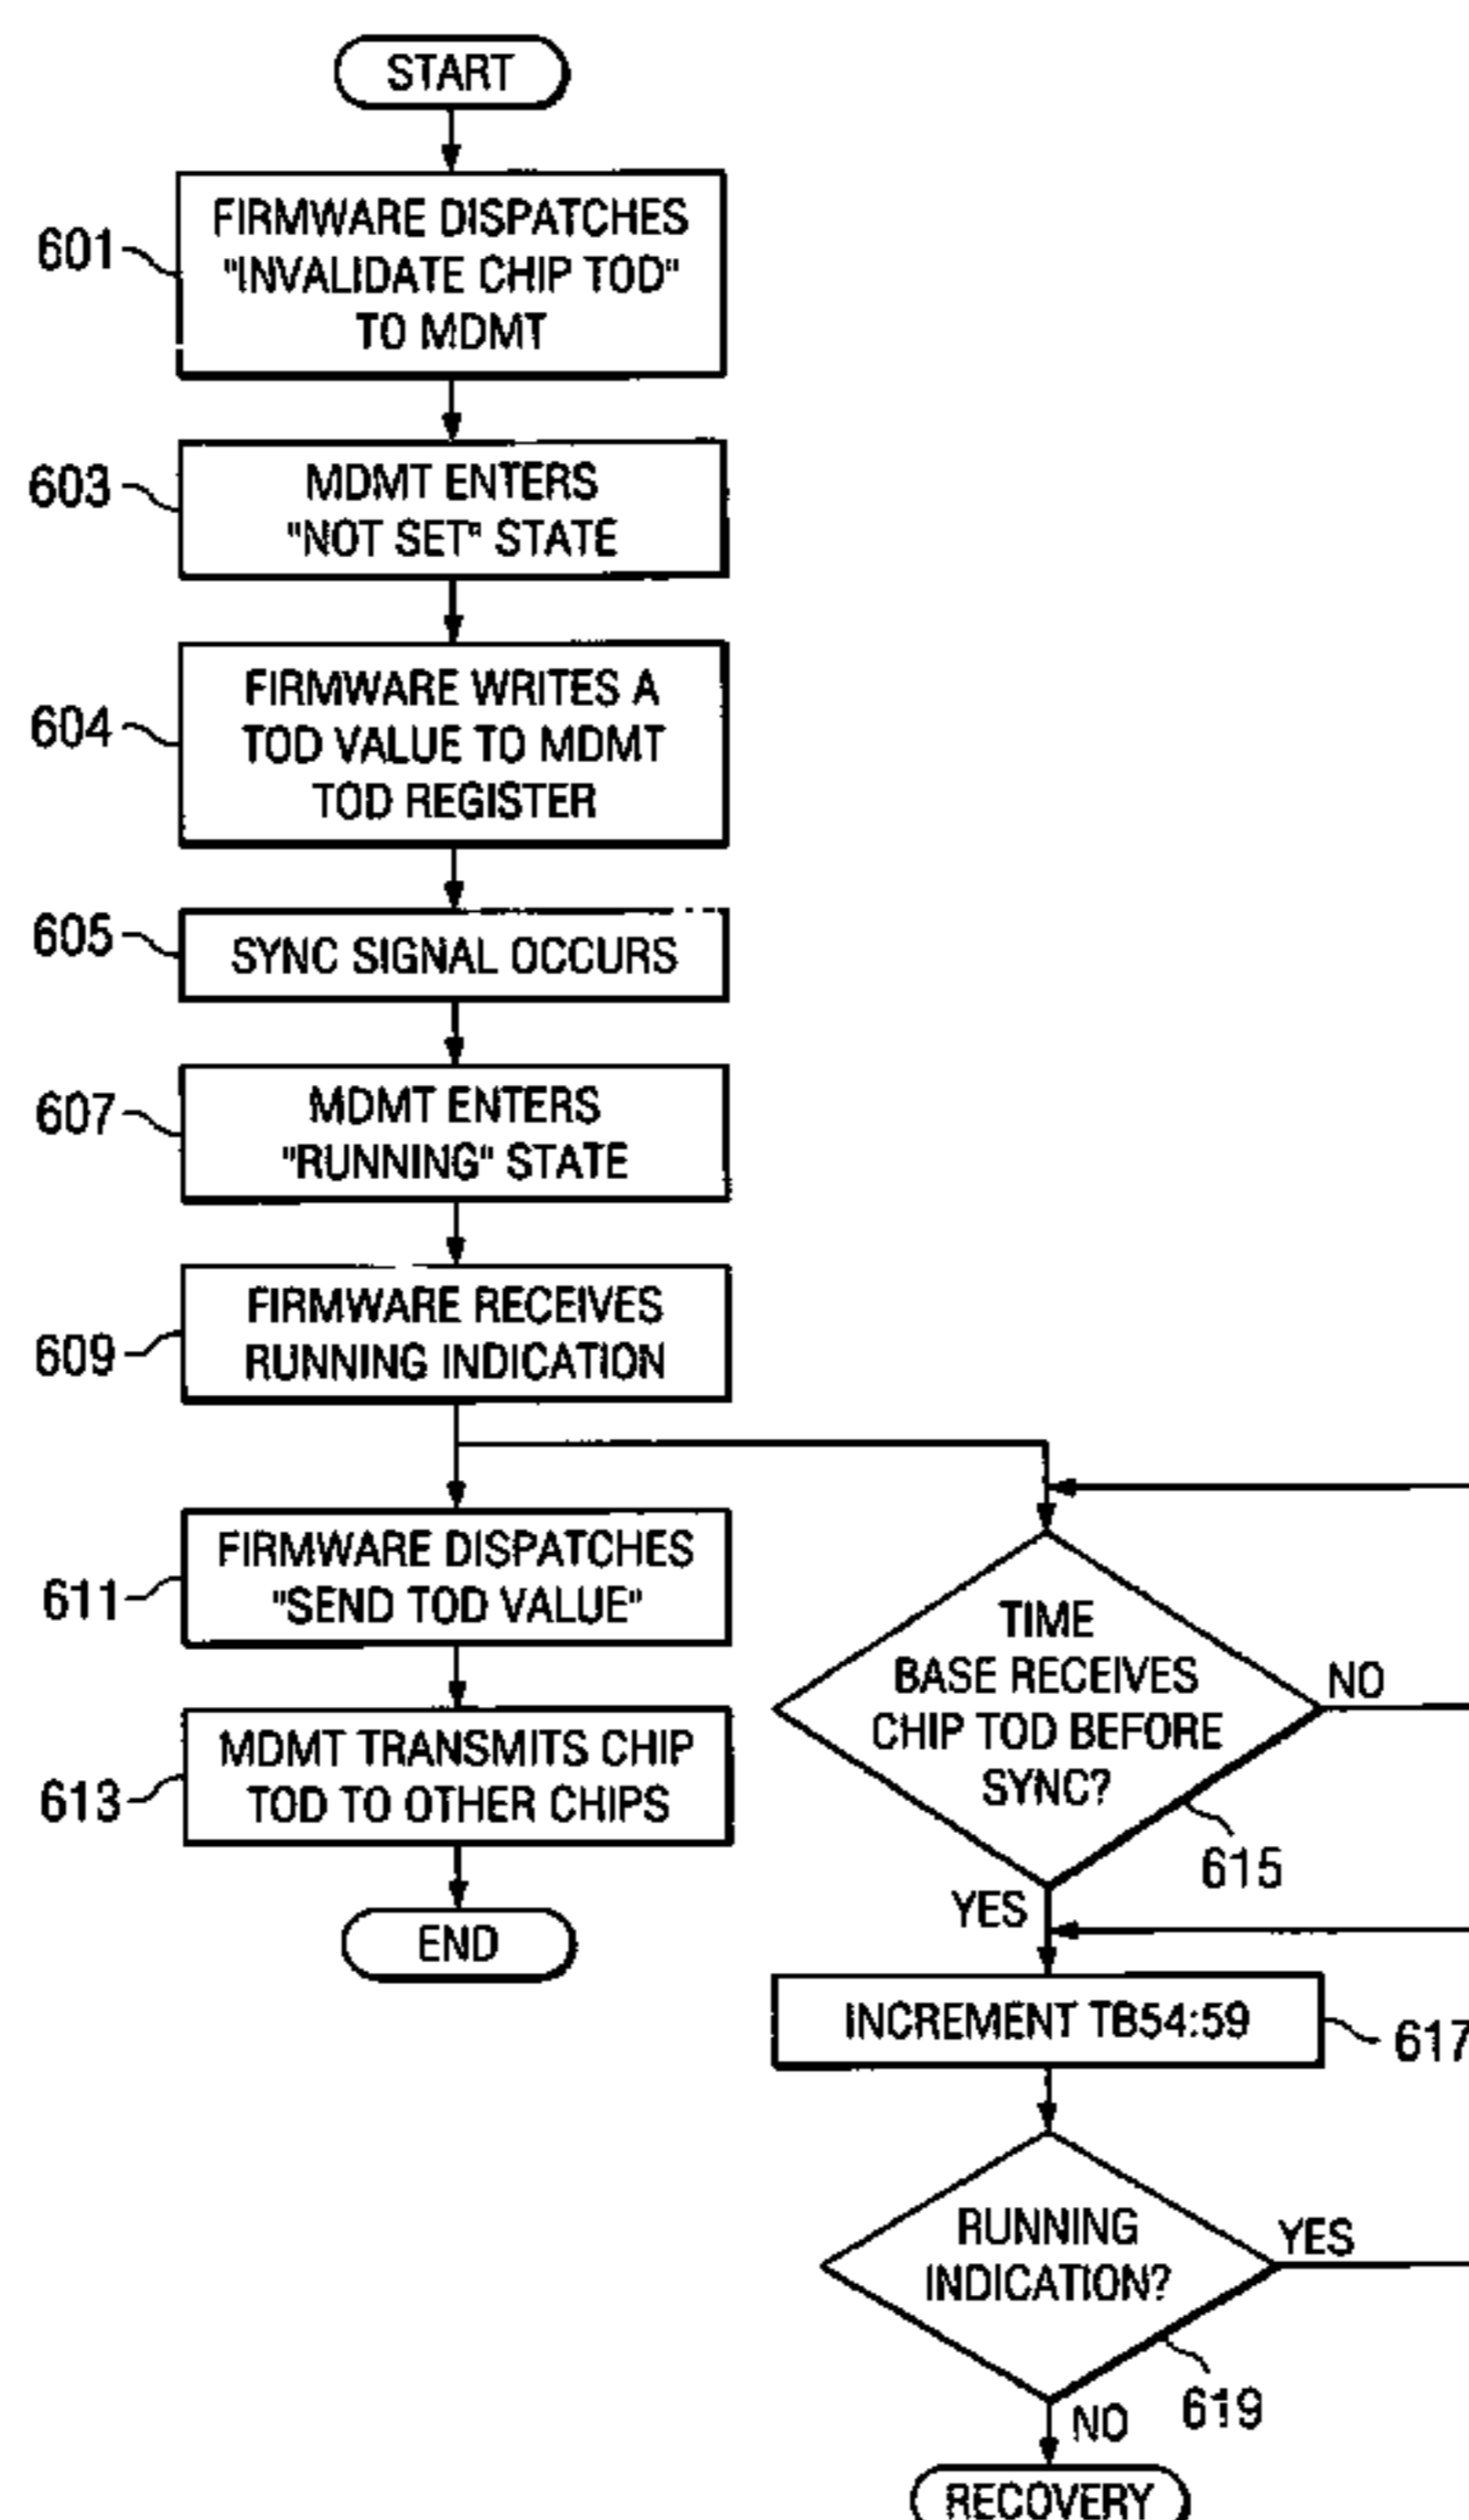 START
601
FIRMWARE DISPATCHES
"INVALIDATE CHIP TOD"
TO MDMT
603
MDMT ENTERS
"NOT SET" STATE
604
FIRMWARE WRITES A
TOD VALUE TO MDMT
TOD REGISTER
605
SYNC SIGNAL OCCURS
607
MDMT ENTERS
"RUNNING" STATE
609
FIRMWARE RECEIVES
RUNNING INDICATION
611
FIRMWARE DISPATCHES
"SEND TOD VALUE"
613
MDMT TRANSMITS CHIP
TOD TO OTHER CHIPS
END
TIME
BASE RECEIVES
CHIP TOD BEFORE
SYNC?
NO
615
YES
INCREMENT TB54:59
617
RUNNING
INDICATION?
YES
619
NO
RECOVERY